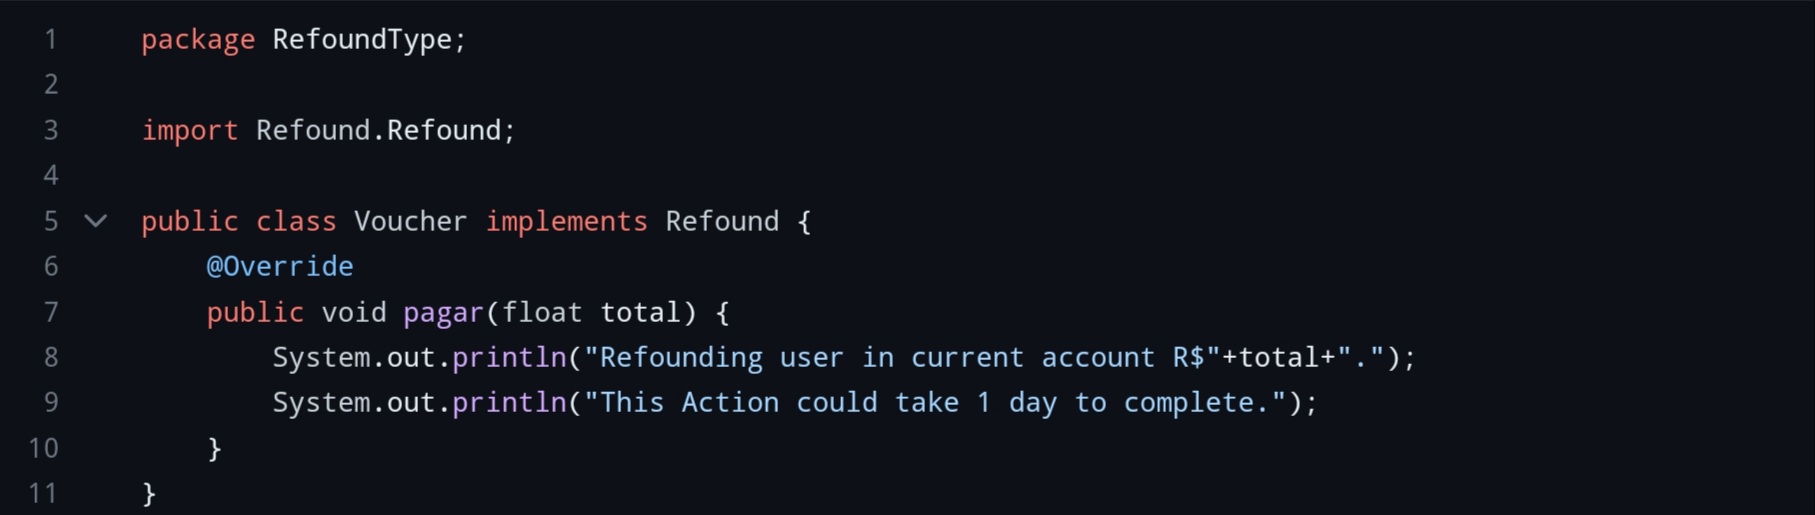 1 package RefoundType;
2
3 import Refound.Refound;
4
5 public class Voucher implements Refound {
6     @Override
7     public void pagar(float total) {
8         System.out.println("Refounding user in current account R$"+total+".");
9         System.out.println("This Action could take 1 day to complete.");
10     }
11 }